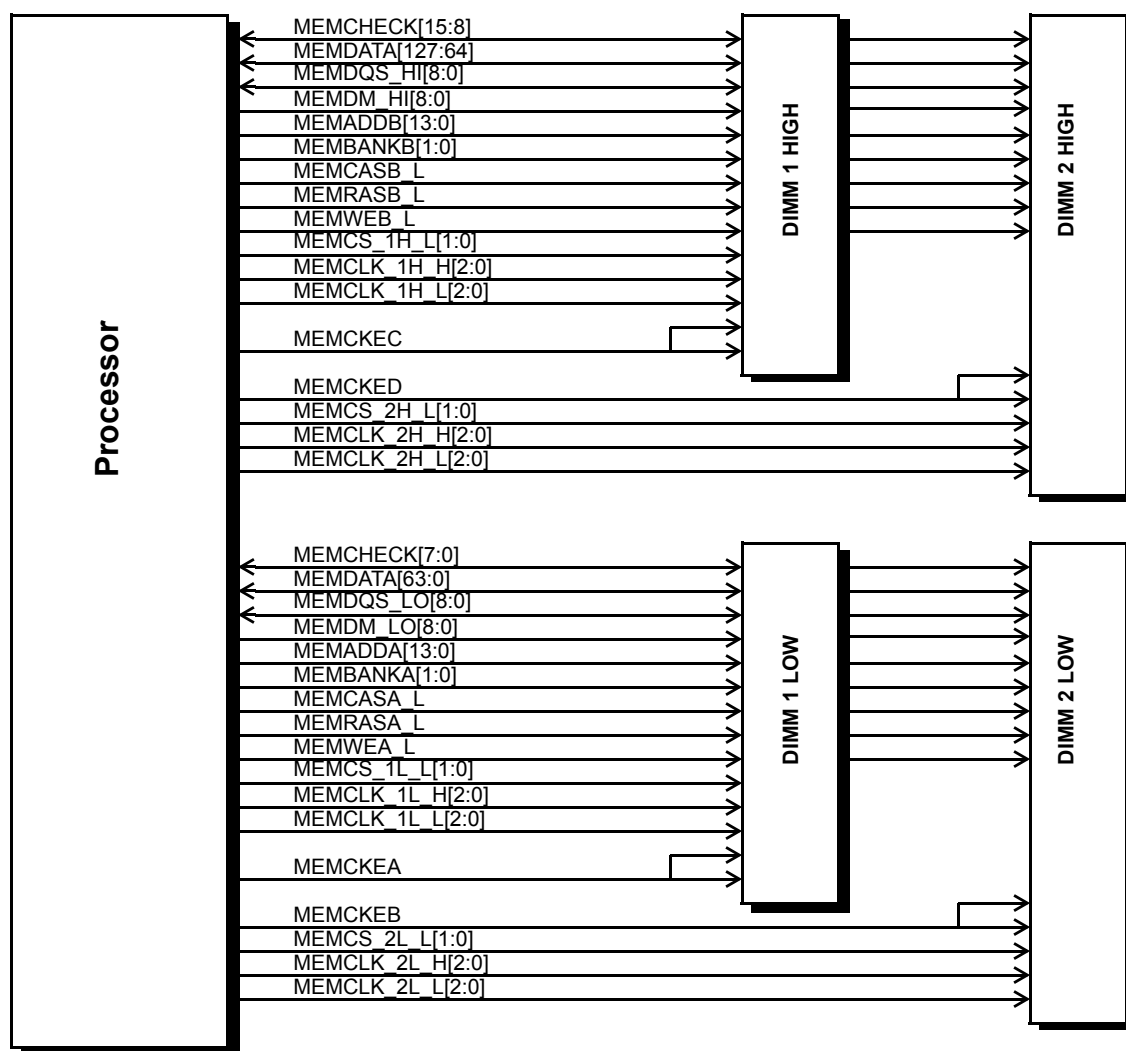 Processor
MEMCHECK[15:8]
MEMDATA[127:64]
MEMDQS_HI[8:0]
MEMDM_HI[8:0]
MEMADDB[13:0]
MEMBANKB[1:0]
MEMCASB_L
MEMRASB_L
MEMWEB_L
MEMCS_1H_L[1:0]
MEMCLK_1H_H[2:0]
MEMCLK_1H_L[2:0]
MEMCKEC
MEMCKED
MEMCS_2H_L[1:0]
MEMCLK_2H_H[2:0]
MEMCLK_2H_L[2:0]
DIMM 1 HIGH
DIMM 2 HIGH
MEMCHECK[7:0]
MEMDATA[63:0]
MEMDQS_LO[8:0]
MEMDM_LO[8:0]
MEMADDA[13:0]
MEMBANKA[1:0]
MEMCASA_L
MEMRASA_L
MEMWEA_L
MEMCS_1L_L[1:0]
MEMCLK_1L_H[2:0]
MEMCLK_1L_L[2:0]
MEMCKEA
MEMCKEB
MEMCS_2L_L[1:0]
MEMCLK_2L_H[2:0]
MEMCLK_2L_L[2:0]
DIMM 1 LOW
DIMM 2 LOW